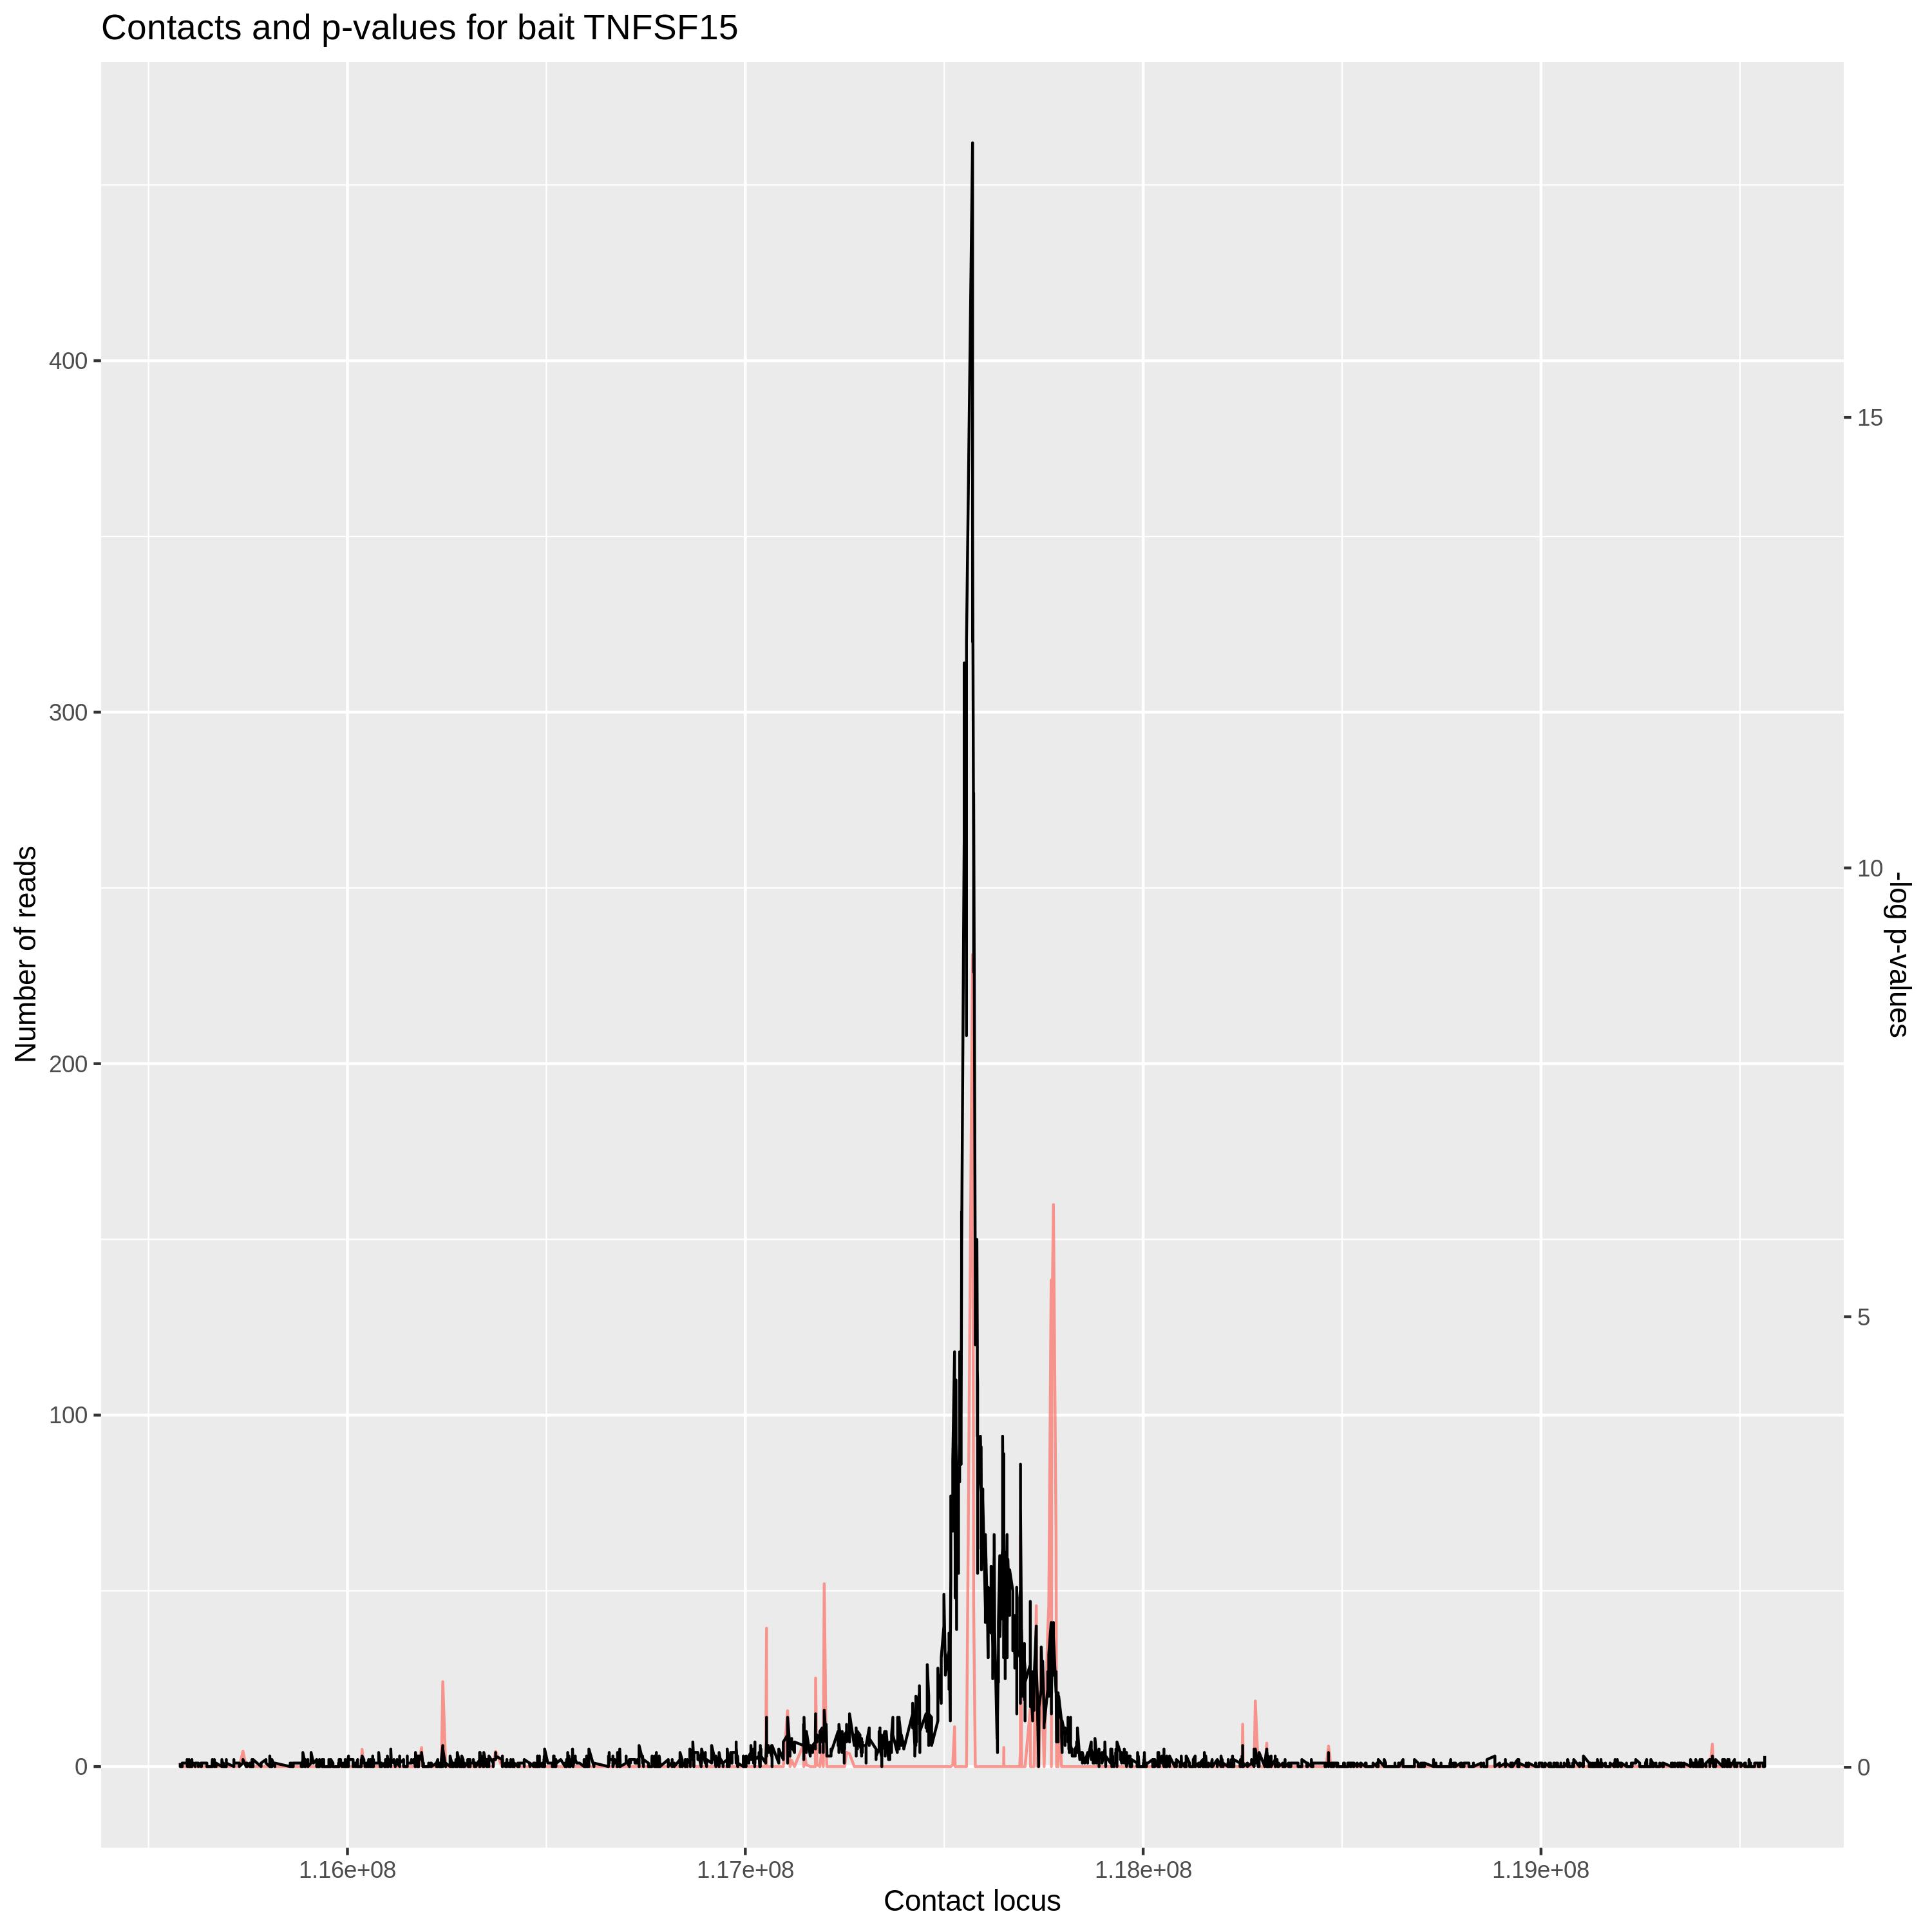 Contacts and p-values for bait TNFSF15
400
300
200
100
0
Number of reads
15
10
5
0
-log p-values
1.16e+08
1.17e+08
1.18e+08
1.19e+08
Contact locus